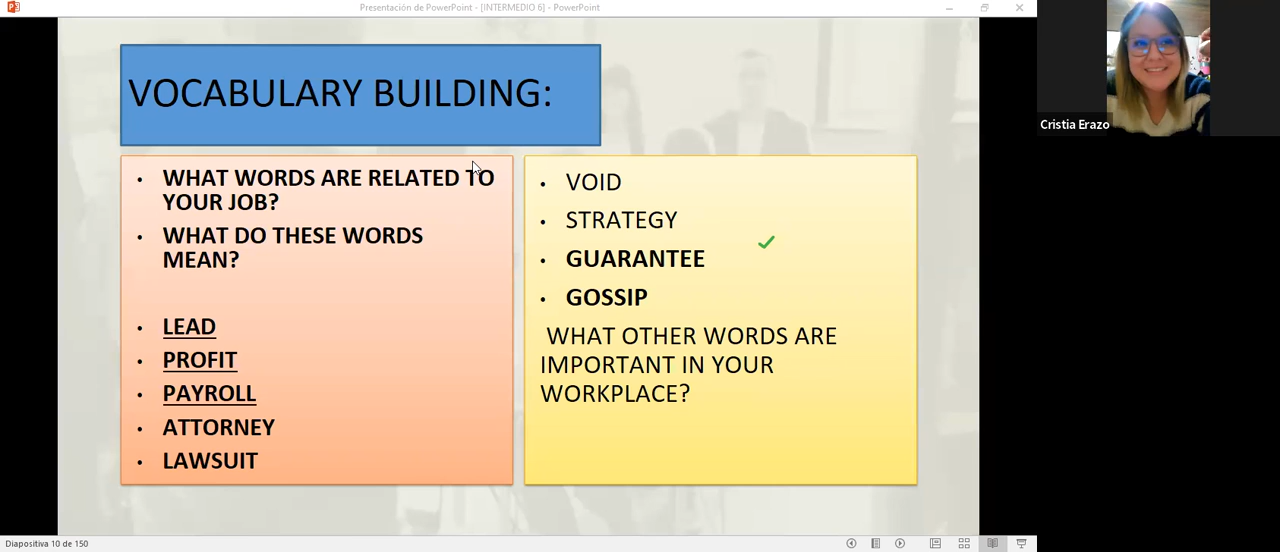 Presentación de PowerPoint - [INTERMEDIO 6] - PowerPoint
VOCABULARY BUILDING:
• WHAT WORDS ARE RELATED TO
YOUR JOB?
• WHAT DO THESE WORDS
MEAN?
• LEAD
• PROFIT
• PAYROLL
• ATTORNEY
• LAWSUIT
• VOID
• STRATEGY
• GUARANTEE
• GOSSIP
WHAT OTHER WORDS ARE
IMPORTANT IN YOUR
WORKPLACE?
Cristia Erazo
Diapositiva 10 de 150